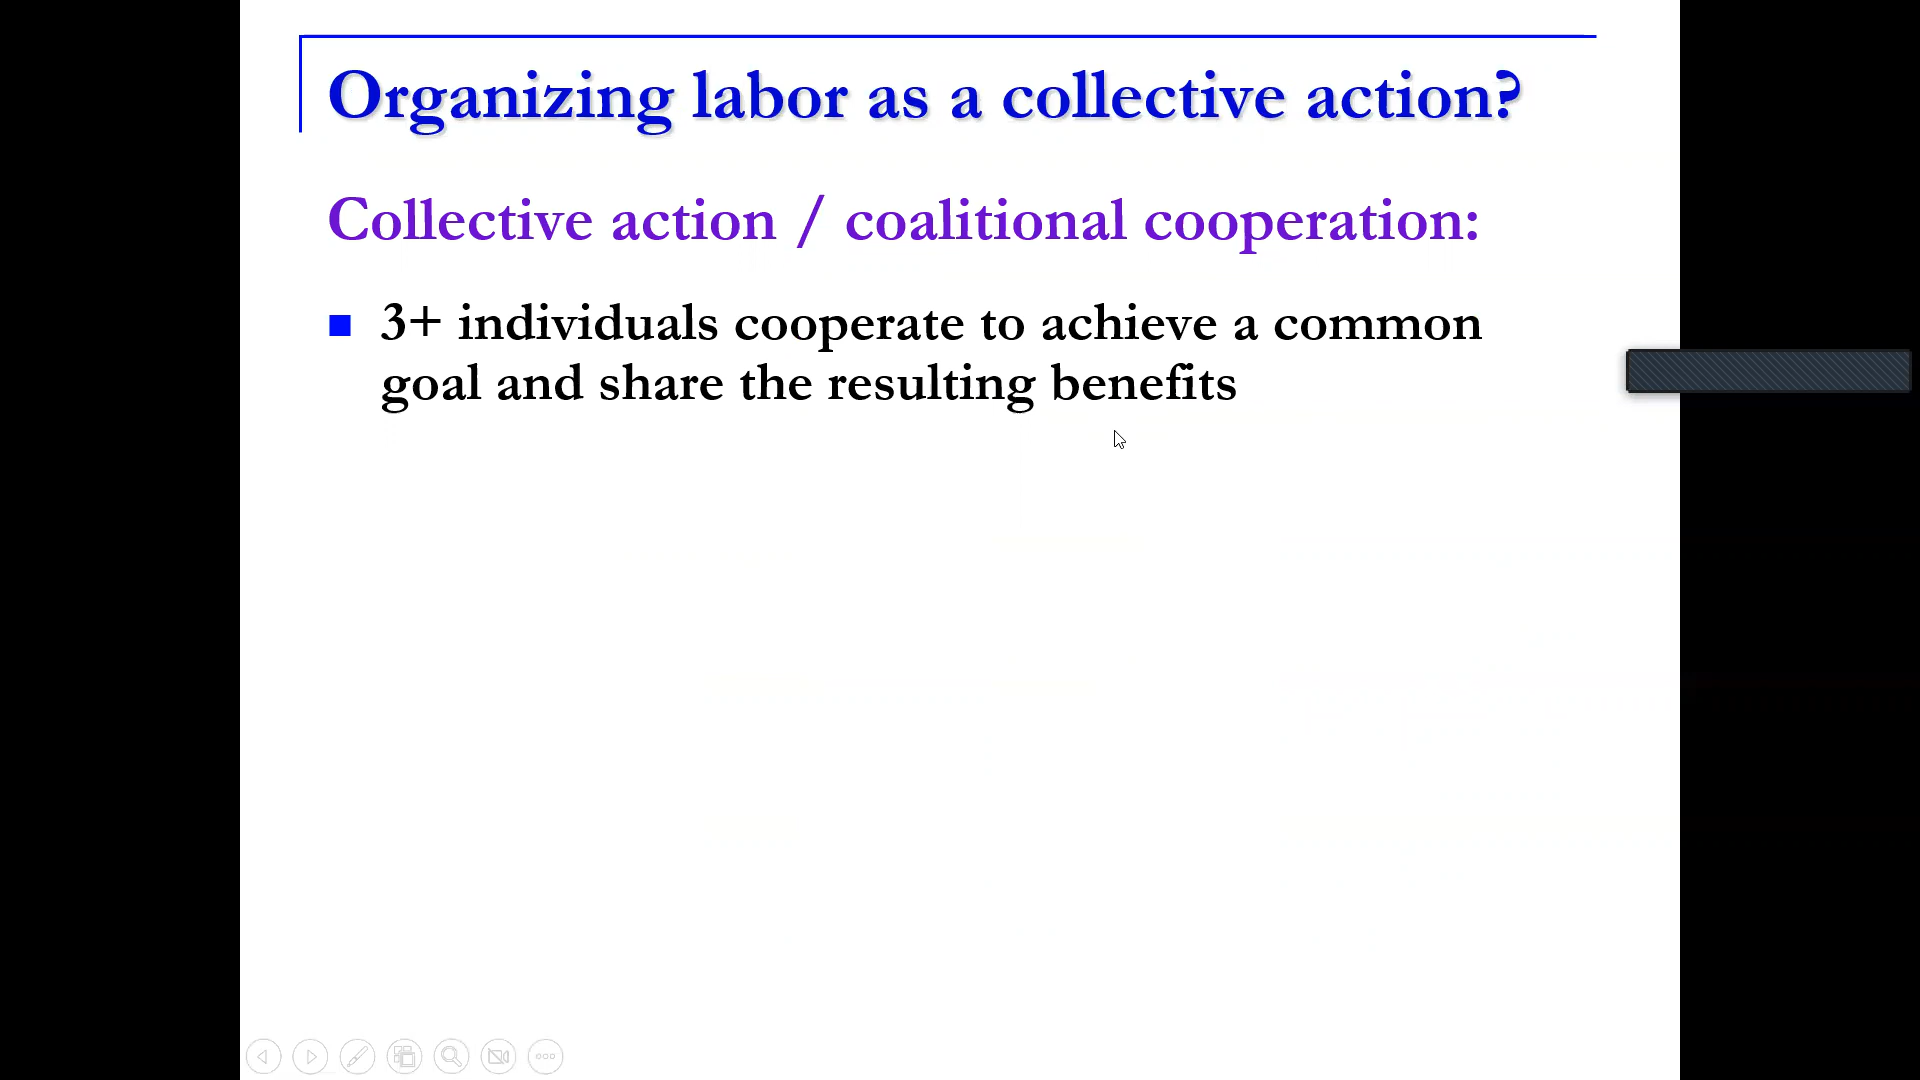 Organizing labor as a collective action?
Collective action / coalitional cooperation:
3+ individuals cooperate to achieve a common
goal and share the resulting benefits